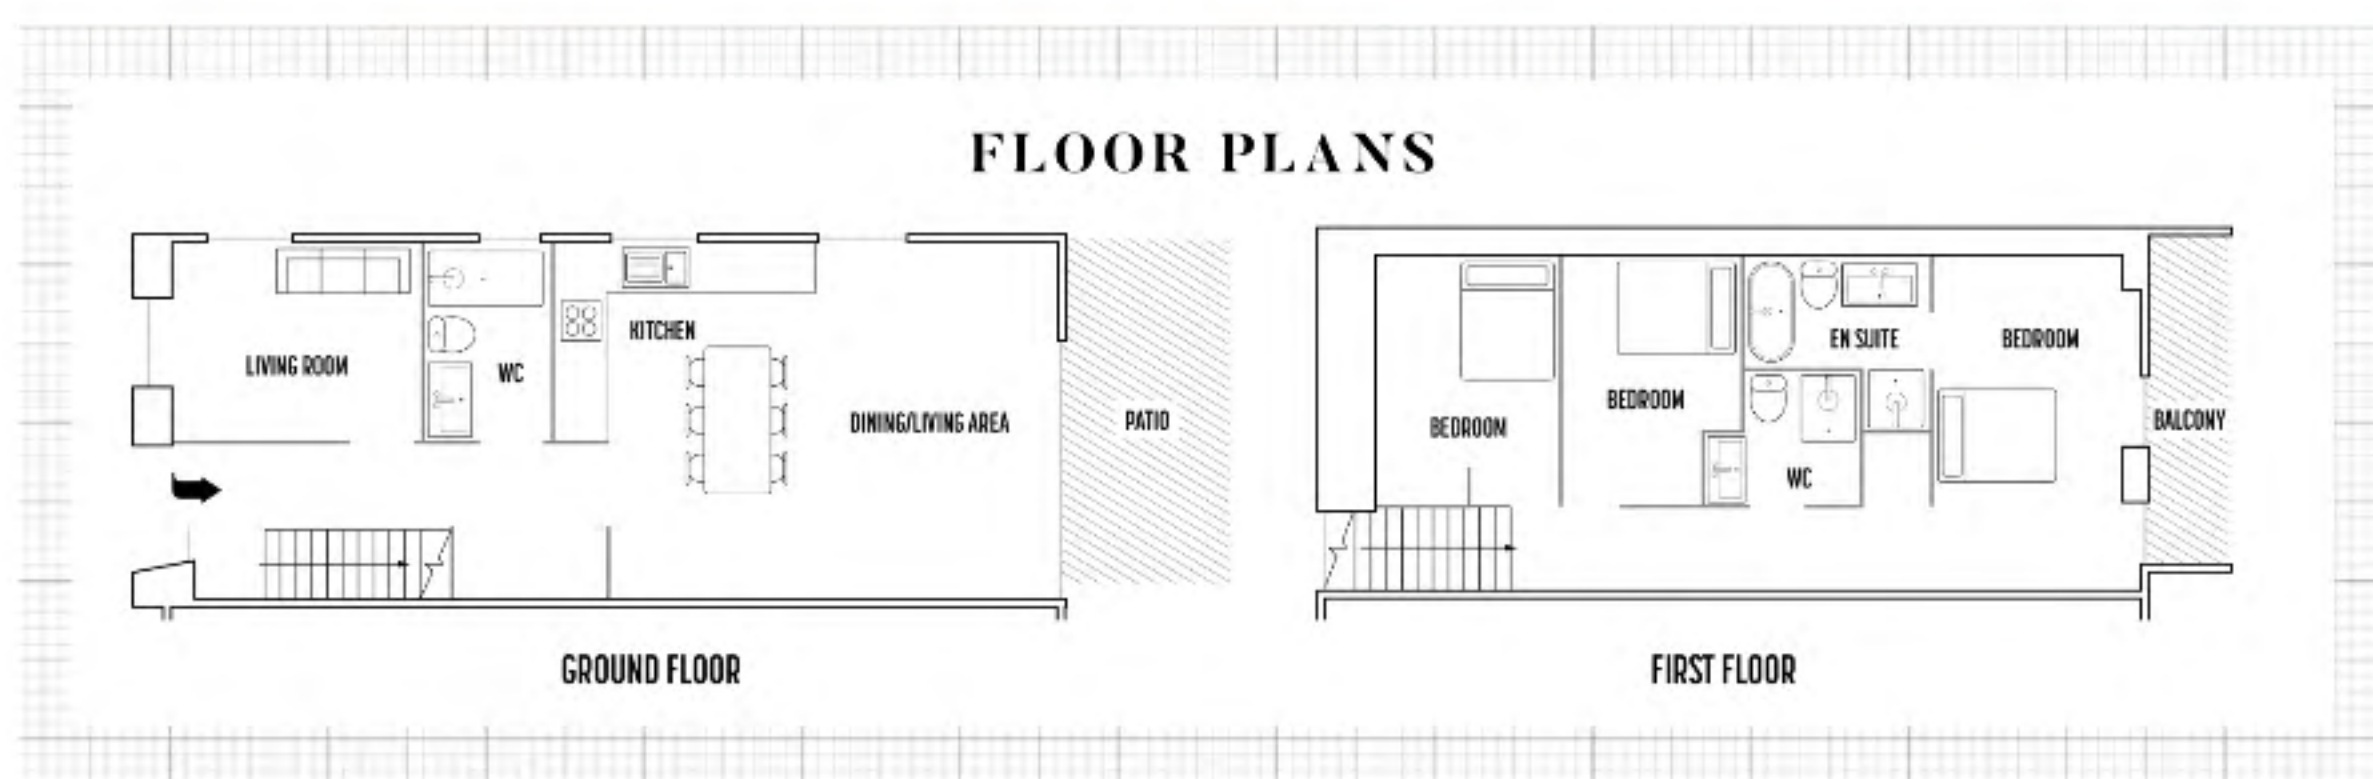 FLOOR PLANS
LIVING ROOM
WC
KITCHEN
DINING/LIVING AREA
PATIO
GROUND FLOOR
BEDROOM
BEDROOM
EN SUITE
WC
BEDROOM
BALCONY
FIRST FLOOR